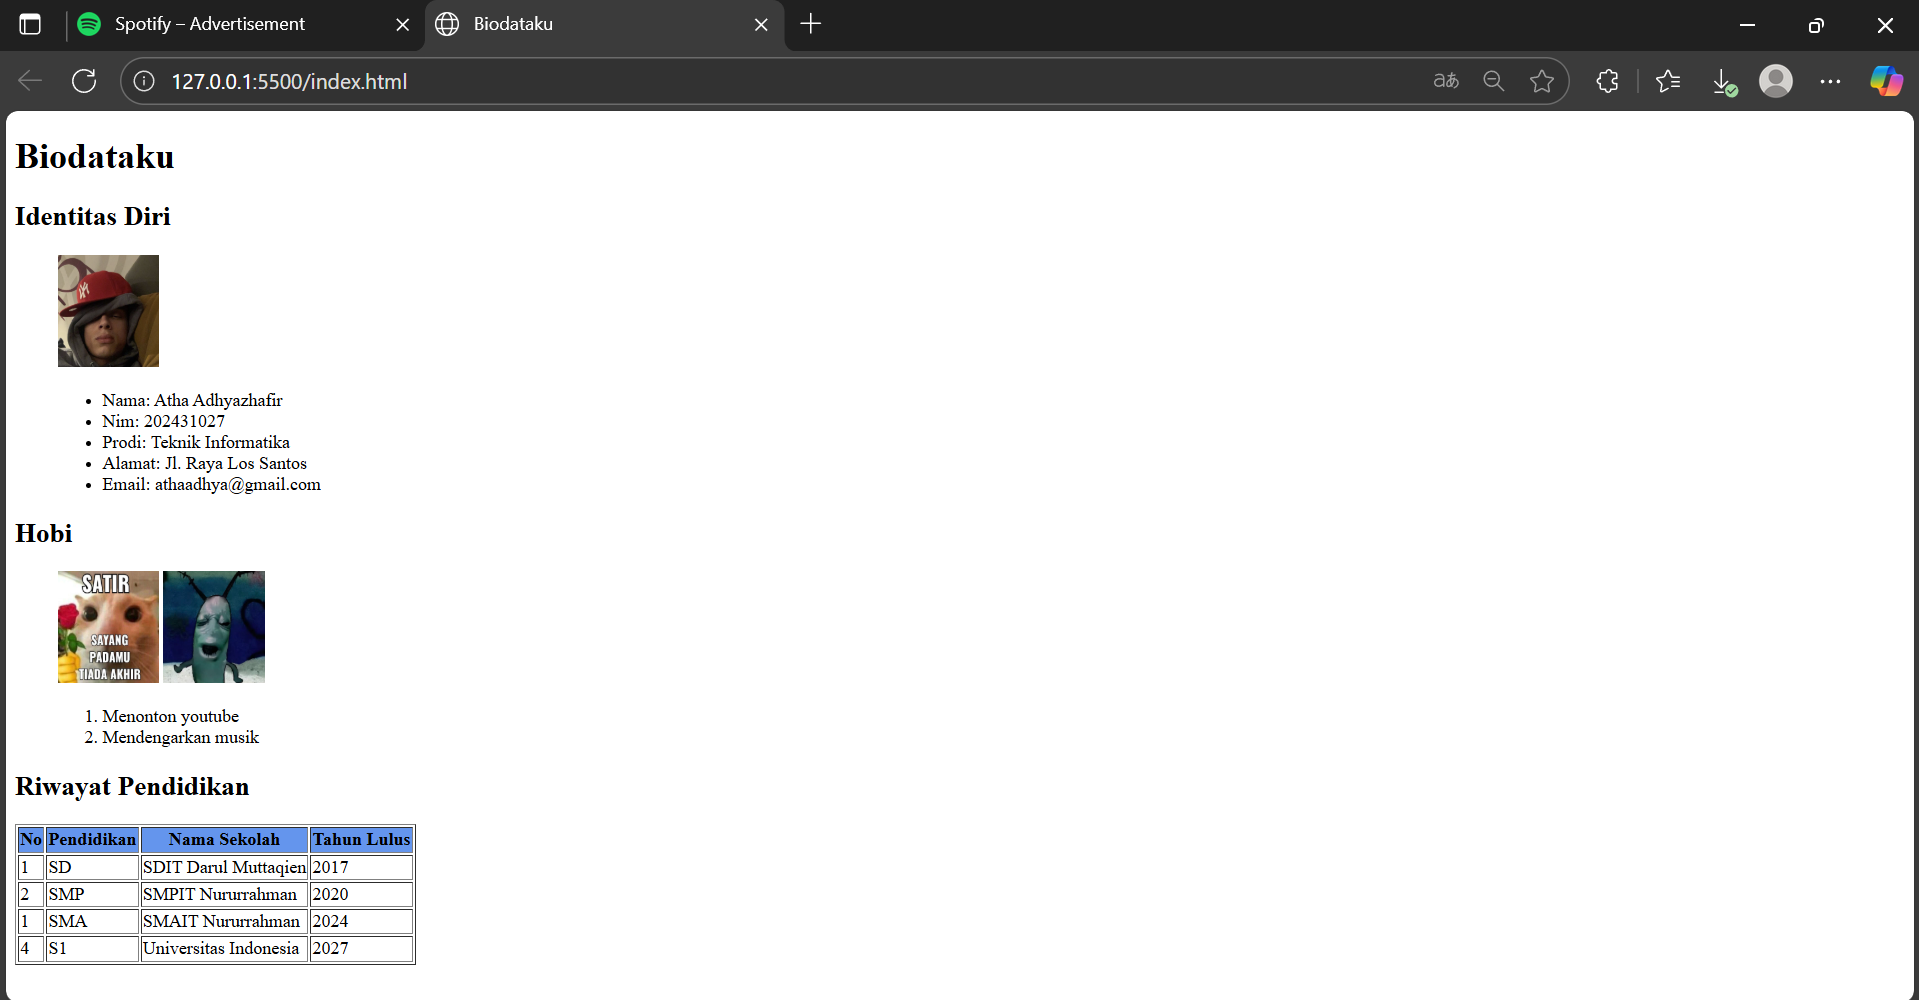 Spotify – Advertisement
Biodataku
127.0.0.1:5500/index.html
aあ
Biodataku
Identitas Diri
Nama: Atha Adhyazhafir
Nim: 202431027
Prodi: Teknik Informatika
Alamat: Jl. Raya Los Santos
Email: athaadhya@gmail.com
Hobi
SATIR
SAYANG
PADAMU
TIADA AKHIR
1. Menonton youtube
2. Mendengarkan musik
Riwayat Pendidikan
No Pendidikan Nama Sekolah Tahun Lulus
1 SD SDIT Darul Muttaqien 2017
2 SMP SMPIT Nururrahman 2020
1 SMA SMAIT Nururrahman 2024
4 S1 Universitas Indonesia 2027